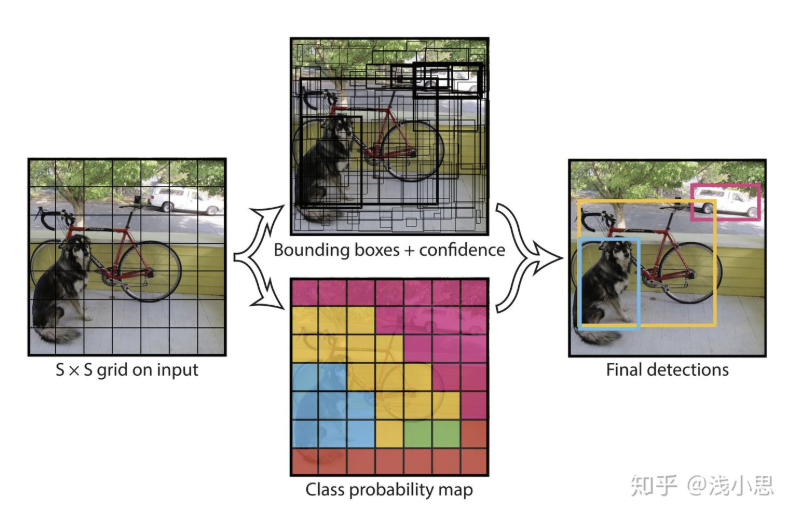 Bounding boxes + confidence
S × S grid on input
Final detections
Class probability map
知乎 @浅小思